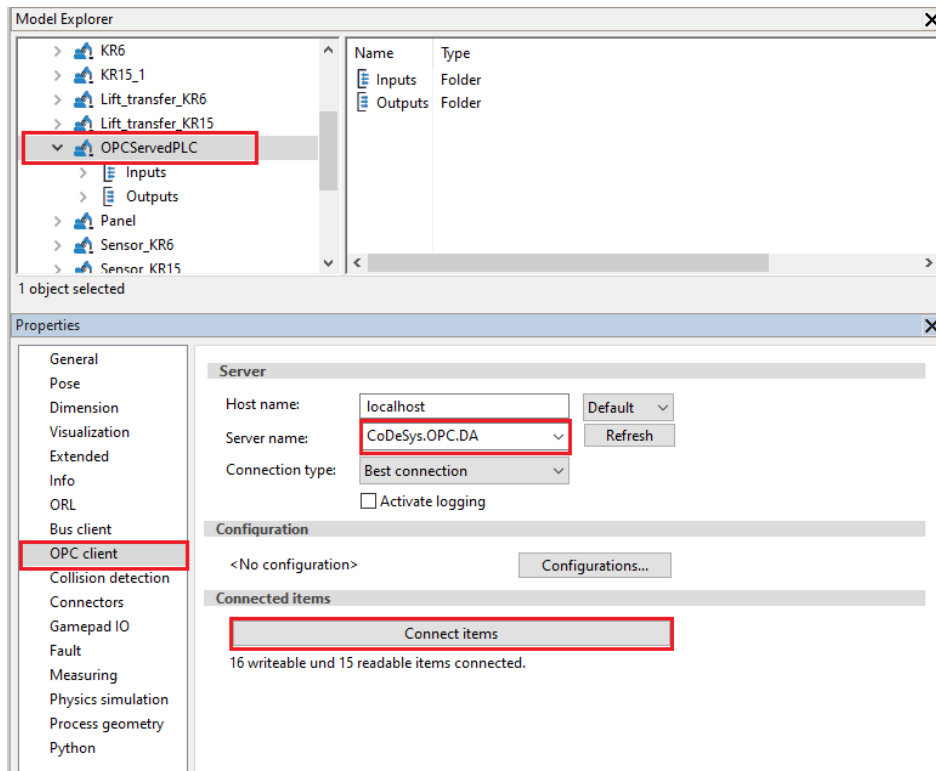 Model Explorer
KR6
KR15_1
Lift_transfer_KR6
Lift_transfer_KR15
OPCServedPLC
Inputs
Outputs
Panel
Sensor_KR6
Sensor_KR15
Name Type
Inputs Folder
Outputs Folder
1 object selected
Properties
General
Pose
Dimension
Visualization
Extended
Info
ORL
Bus client
OPC client
Collision detection
Connectors
Gamepad IO
Fault
Measuring
Physics simulation
Process geometry
Python
Server
Host name: localhost Default
Server name: CoDeSys.OPC.DA Refresh
Connection type: Best connection
Activate logging
Configuration
<No configuration> Configurations...
Connected items
Connect items
16 writeable und 15 readable items connected.